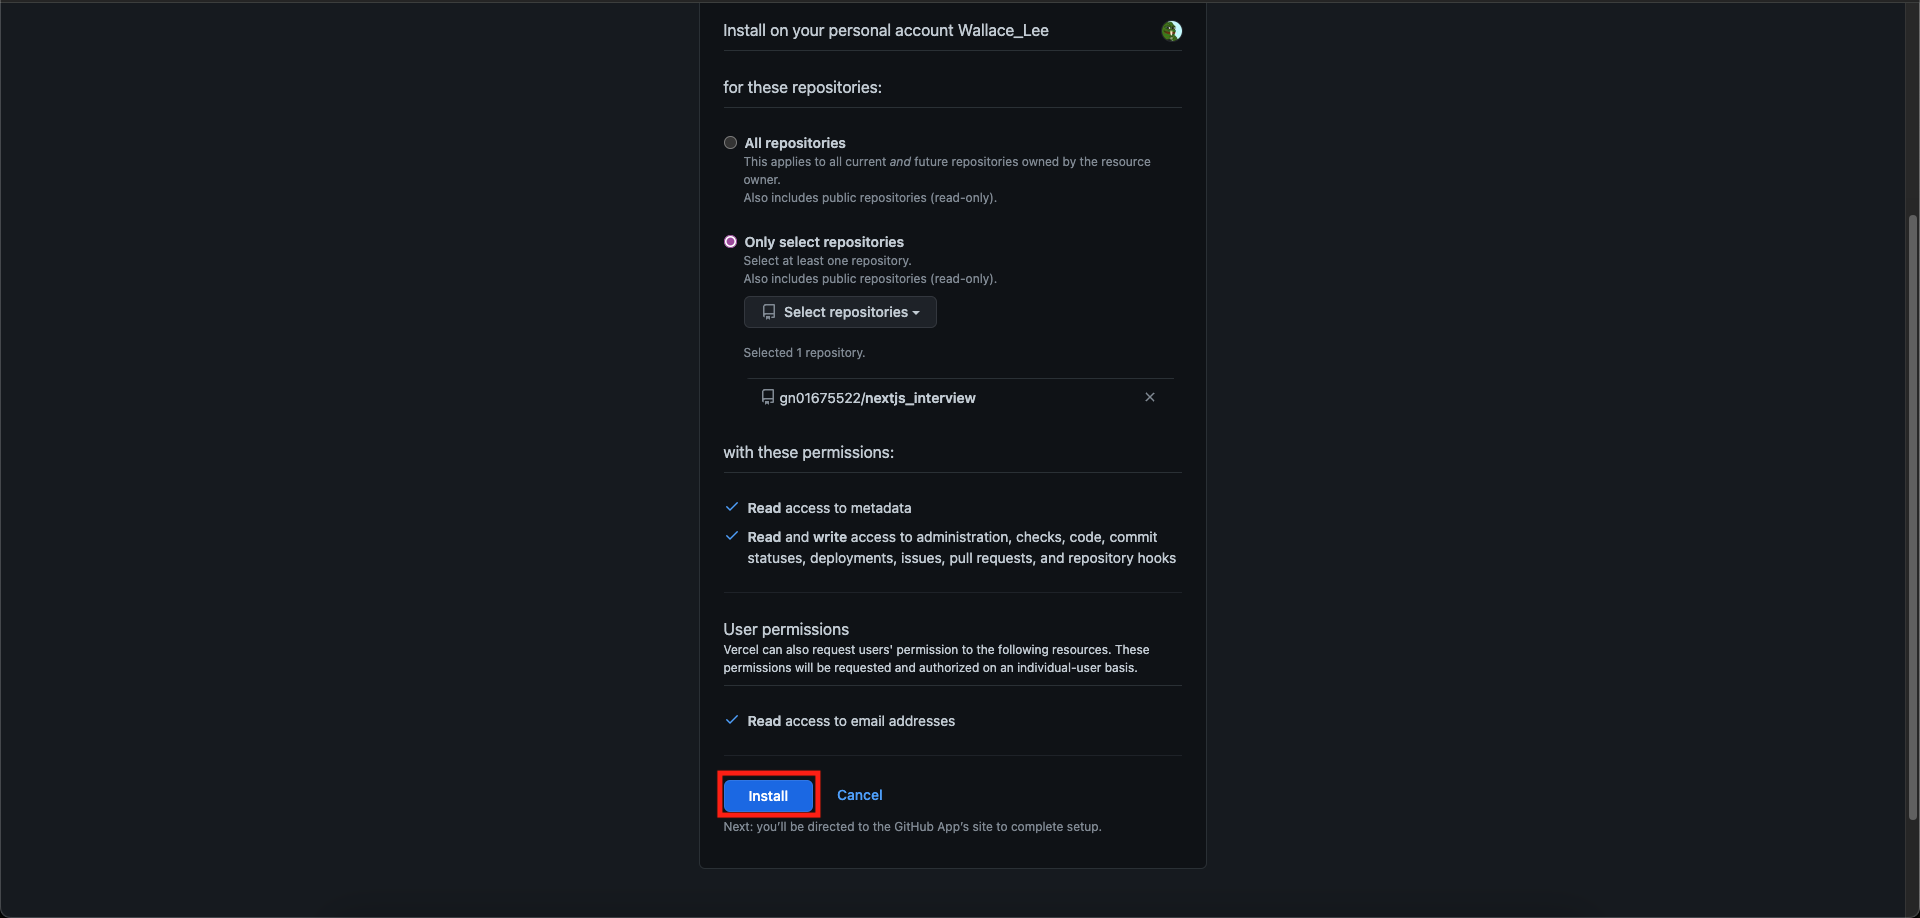 Install on your personal account Wallace_Lee
for these repositories:
All repositories
This applies to all current and future repositories owned by the resource
owner.
Also includes public repositories (read-only).
Only select repositories
Select at least one repository.
Also includes public repositories (read-only).
Select repositories
Selected 1 repository.
gn01675522/nextjs_interview
with these permissions:
Read access to metadata
Read and write access to administration, checks, code, commit
statuses, deployments, issues, pull requests, and repository hooks
User permissions
Vercel can also request users' permission to the following resources. These
permissions will be requested and authorized on an individual-user basis.
Read access to email addresses
Install Cancel
Next: you'll be directed to the GitHub App's site to complete setup.